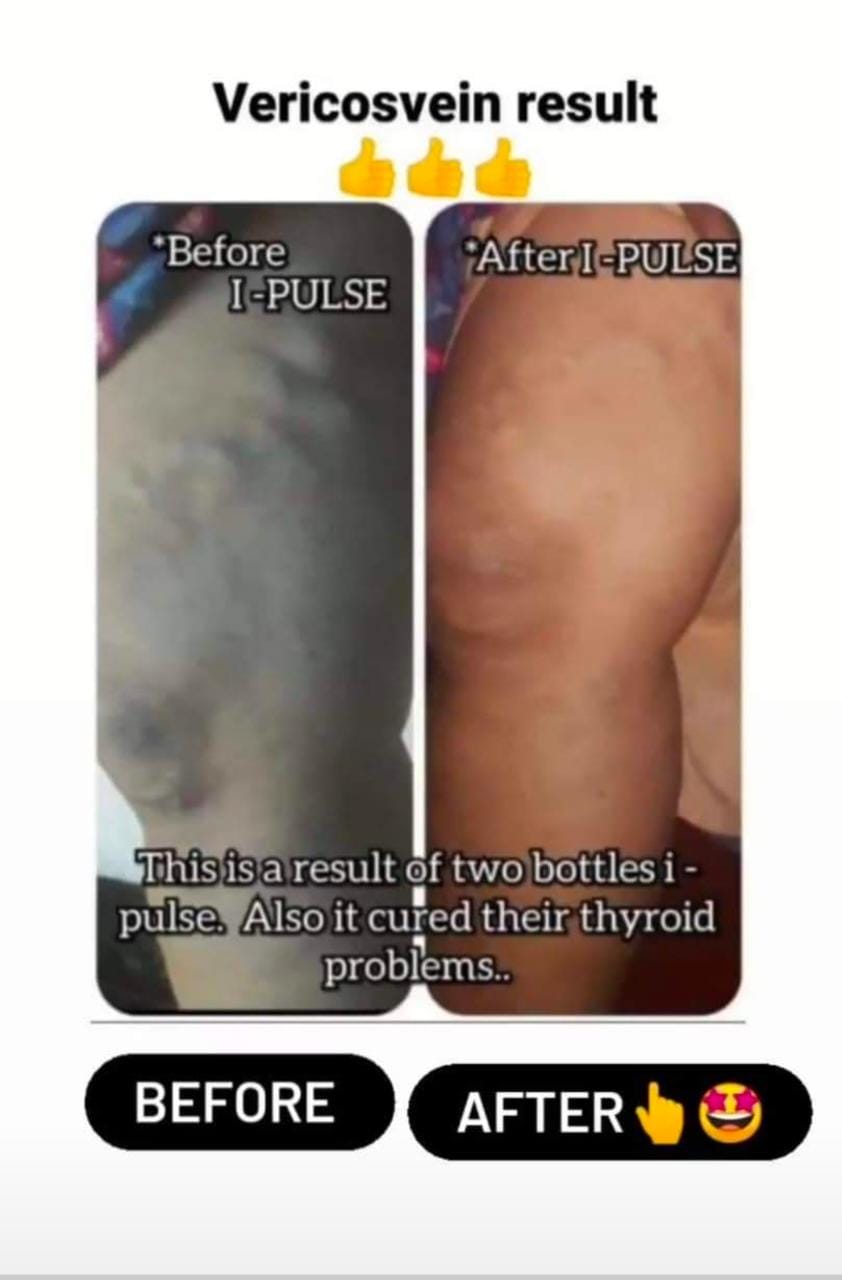 Vericosvein result
👍👍👍
*Before
I-PULSE
*After I-PULSE
This is a result of two bottles i -
pulse. Also it cured their thyroid
problems..
BEFORE
AFTER👆🤩